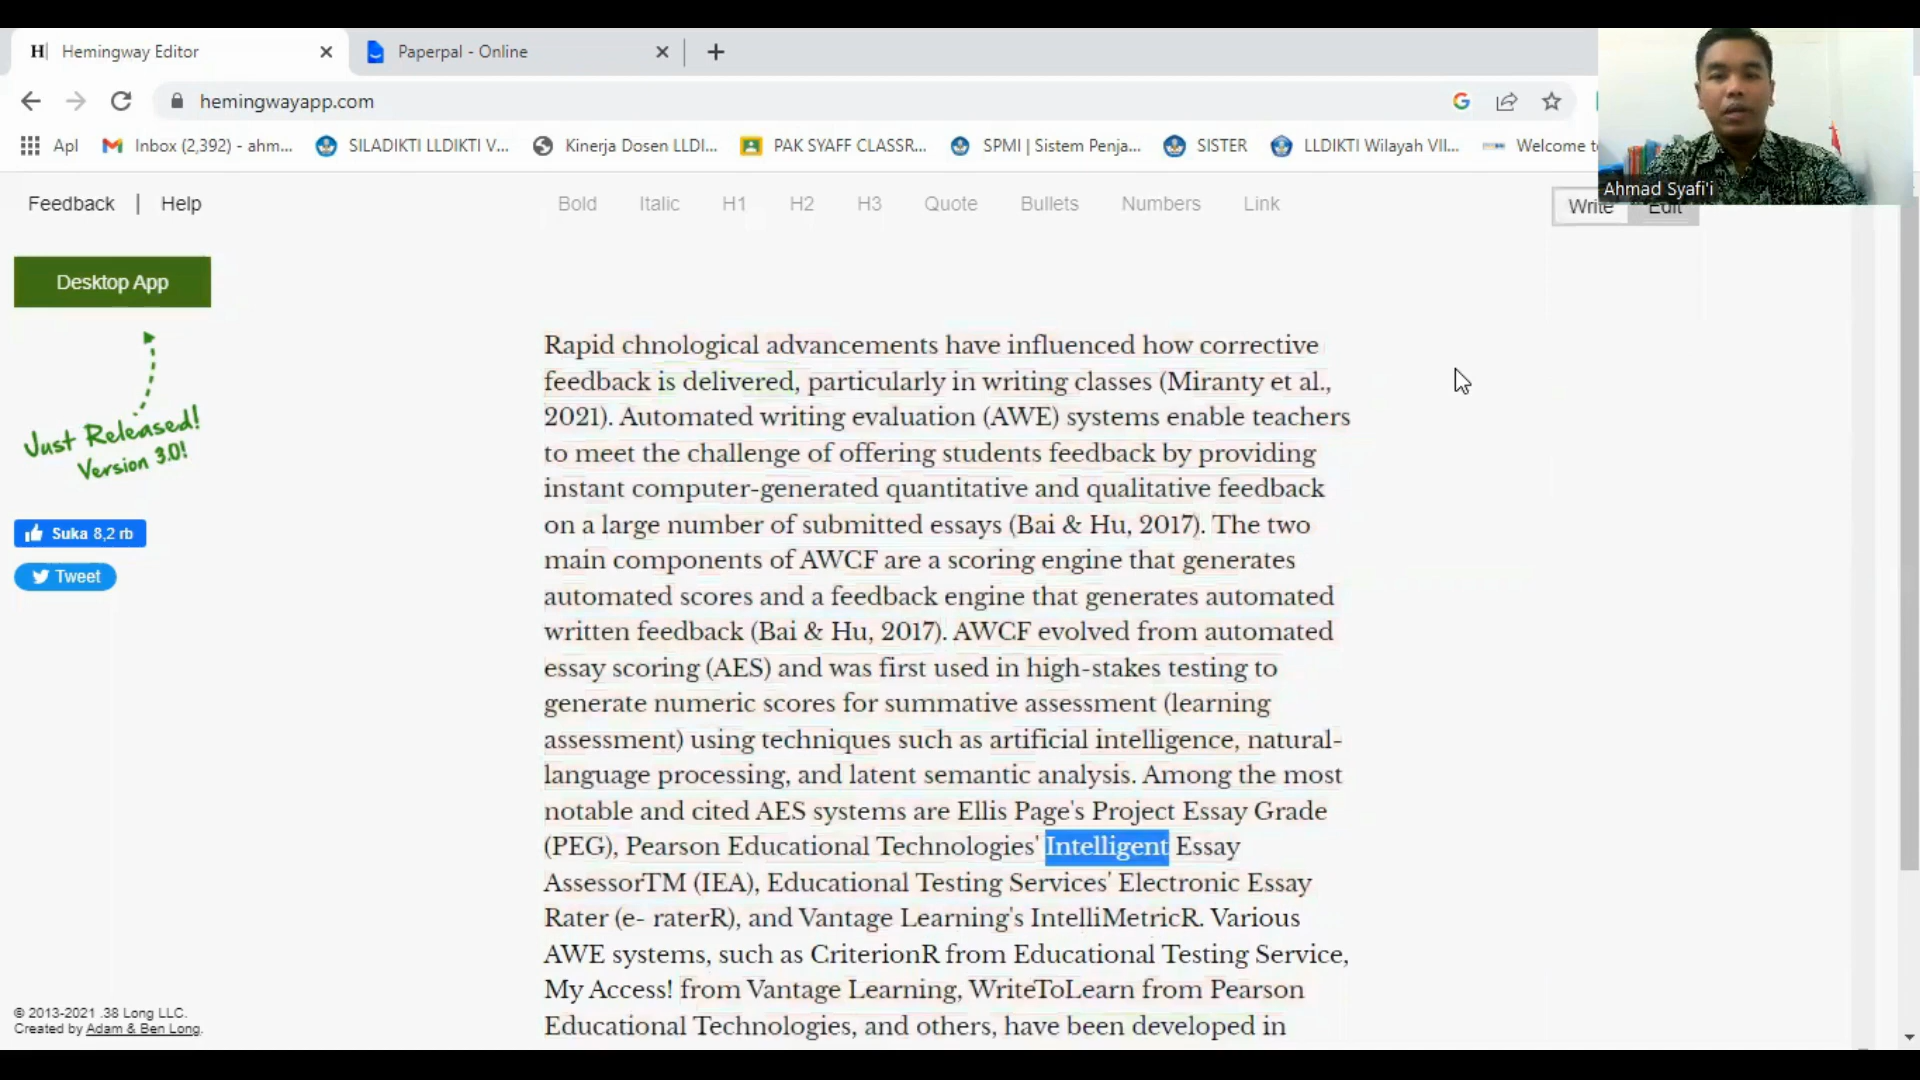 H Hemingway Editor
Paperpal - Online
hemingwayapp.com
Apl
Inbox (2,392) - ahm...
SILADIKTI LLDIKTI V...
Kinerja Dosen LLDI...
PAK SYAFF CLASSR...
SPMI | Sistem Penja...
SISTER
LLDIKTI Wilayah VII...
Welcome to
Ahmad Syafi'i
Feedback | Help
Bold Italic H1 H2 H3 Quote Bullets Numbers Link
Write Edit
Desktop App
Just Released!
Version 3.0!
Suka 8,2 rb
Tweet
Rapid chnological advancements have influenced how corrective
feedback is delivered, particularly in writing classes (Miranty et al.,
2021). Automated writing evaluation (AWE) systems enable teachers
to meet the challenge of offering students feedback by providing
instant computer-generated quantitative and qualitative feedback
on a large number of submitted essays (Bai & Hu, 2017). The two
main components of AWCF are a scoring engine that generates
automated scores and a feedback engine that generates automated
written feedback (Bai & Hu, 2017). AWCF evolved from automated
essay scoring (AES) and was first used in high-stakes testing to
generate numeric scores for summative assessment (learning
assessment) using techniques such as artificial intelligence, natural-
language processing, and latent semantic analysis. Among the most
notable and cited AES systems are Ellis Page's Project Essay Grade
(PEG), Pearson Educational Technologies' Intelligent Essay
AssessorTM (IEA), Educational Testing Services' Electronic Essay
Rater (e- raterR), and Vantage Learning's IntelliMetricR. Various
AWE systems, such as CriterionR from Educational Testing Service,
My Access! from Vantage Learning, WriteToLearn from Pearson
Educational Technologies, and others, have been developed in
© 2013-2021 .38 Long LLC.
Created by Adam & Ben Long.